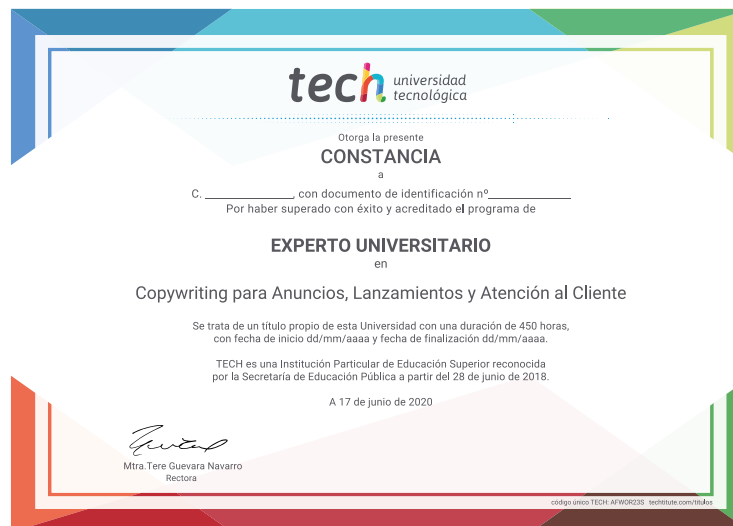 tech universidad
tecnológica
Otorga la presente
CONSTANCIA
a
C. ______________, con documento de identificación nº______________
Por haber superado con éxito y acreditado el programa de
EXPERTO UNIVERSITARIO
en
Copywriting para Anuncios, Lanzamientos y Atención al Cliente
Se trata de un título propio de esta Universidad con una duración de 450 horas,
con fecha de inicio dd/mm/aaaa y fecha de finalización dd/mm/aaaa.
TECH es una Institución Particular de Educación Superior reconocida
por la Secretaría de Educación Pública a partir del 28 de junio de 2018.
A 17 de junio de 2020
Mtra.Tere Guevara Navarro
Rectora
código único TECH: AFWOR23S techtitute.com/titulos